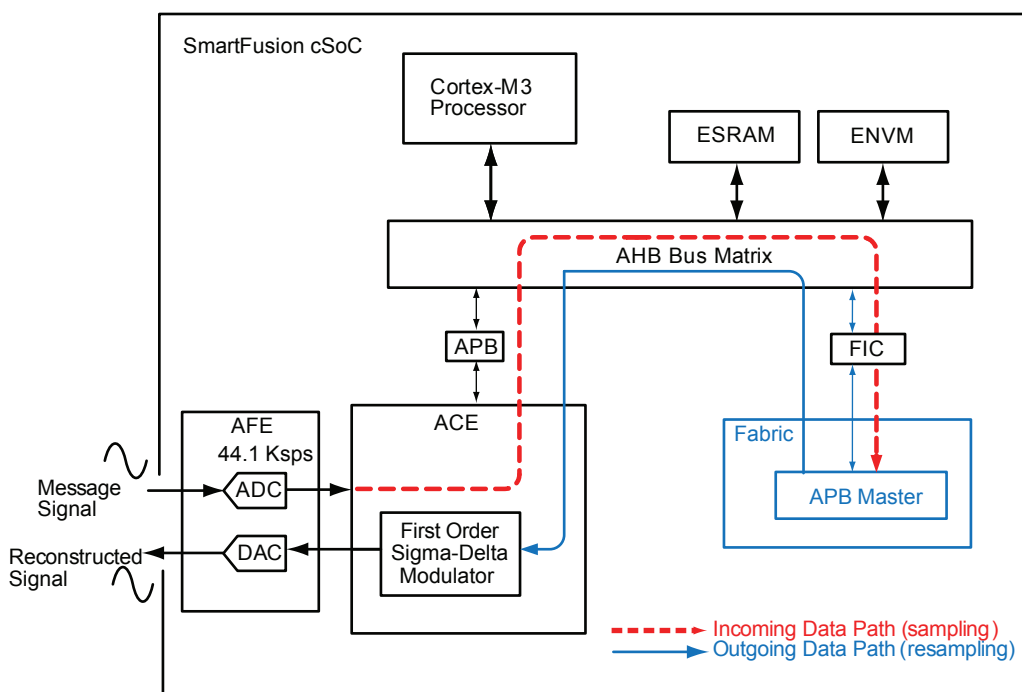 SmartFusion cSoC
Cortex-M3
Processor
ESRAM
ENVM
AHB Bus Matrix
APB
FIC
AFE
44.1 Ksps
ACE
Fabric
Message
Signal
ADC
APB Master
Reconstructed
Signal
DAC
First Order
Sigma-Delta
Modulator
Incoming Data Path (sampling)
Outgoing Data Path (resampling)